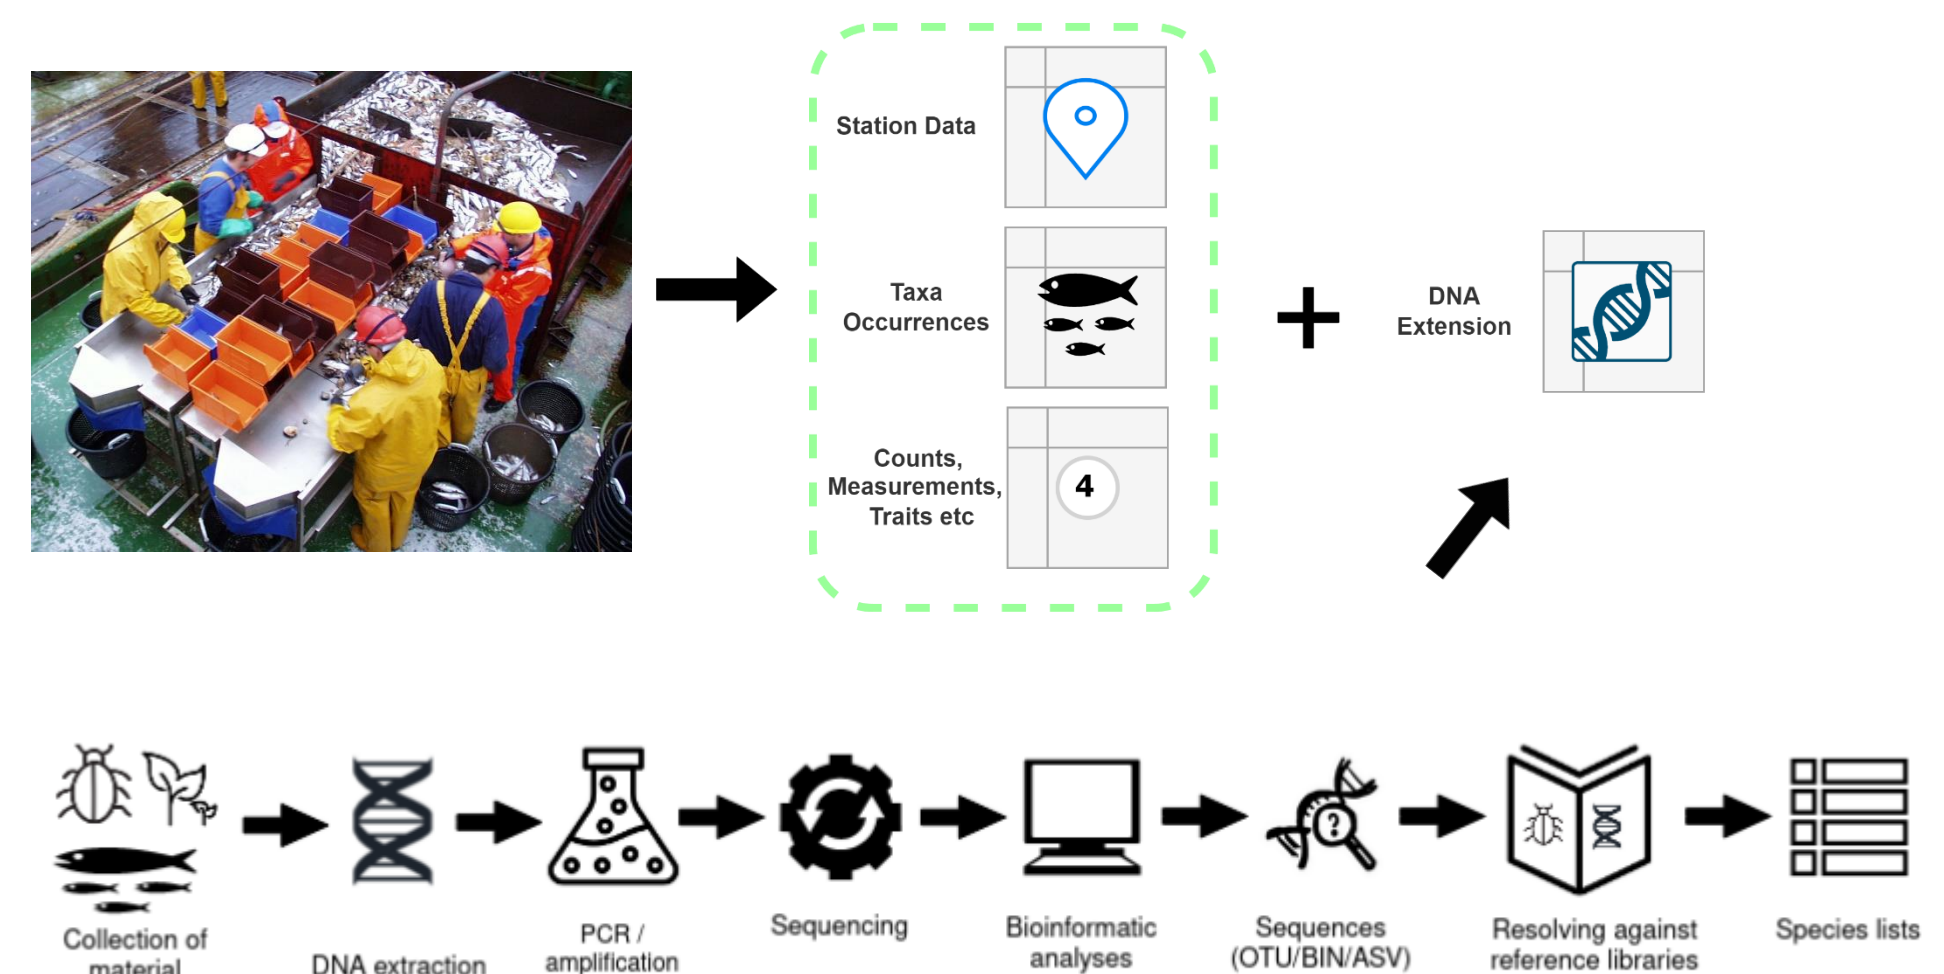 Station Data
Taxa
Occurrences
Counts,
Measurements,
Traits etc
4
DNA
Extension
?
Collection of
material
DNA extraction
PCR /
amplification
Sequencing
Bioinformatic
analyses
Sequences
(OTU/BIN/ASV)
Resolving against
reference libraries
Species lists